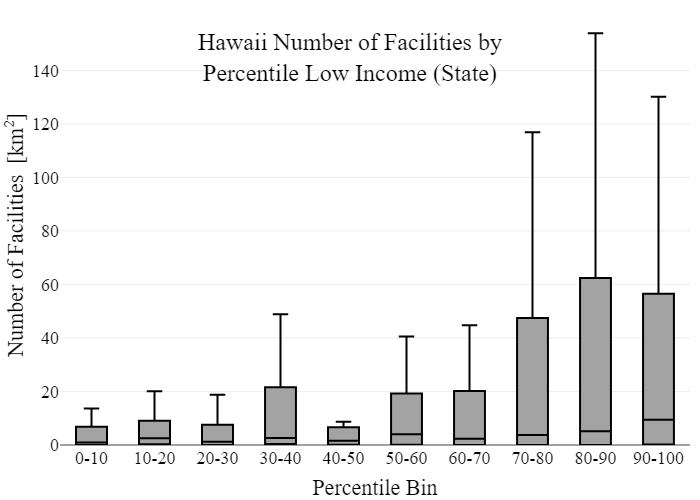 Hawaii Number of Facilities by
Percentile Low Income (State)
Number of Facilities [km²]
140
120
100
80
60
40
20
0
0-10 10-20 20-30 30-40 40-50 50-60 60-70 70-80 80-90 90-100
Percentile Bin